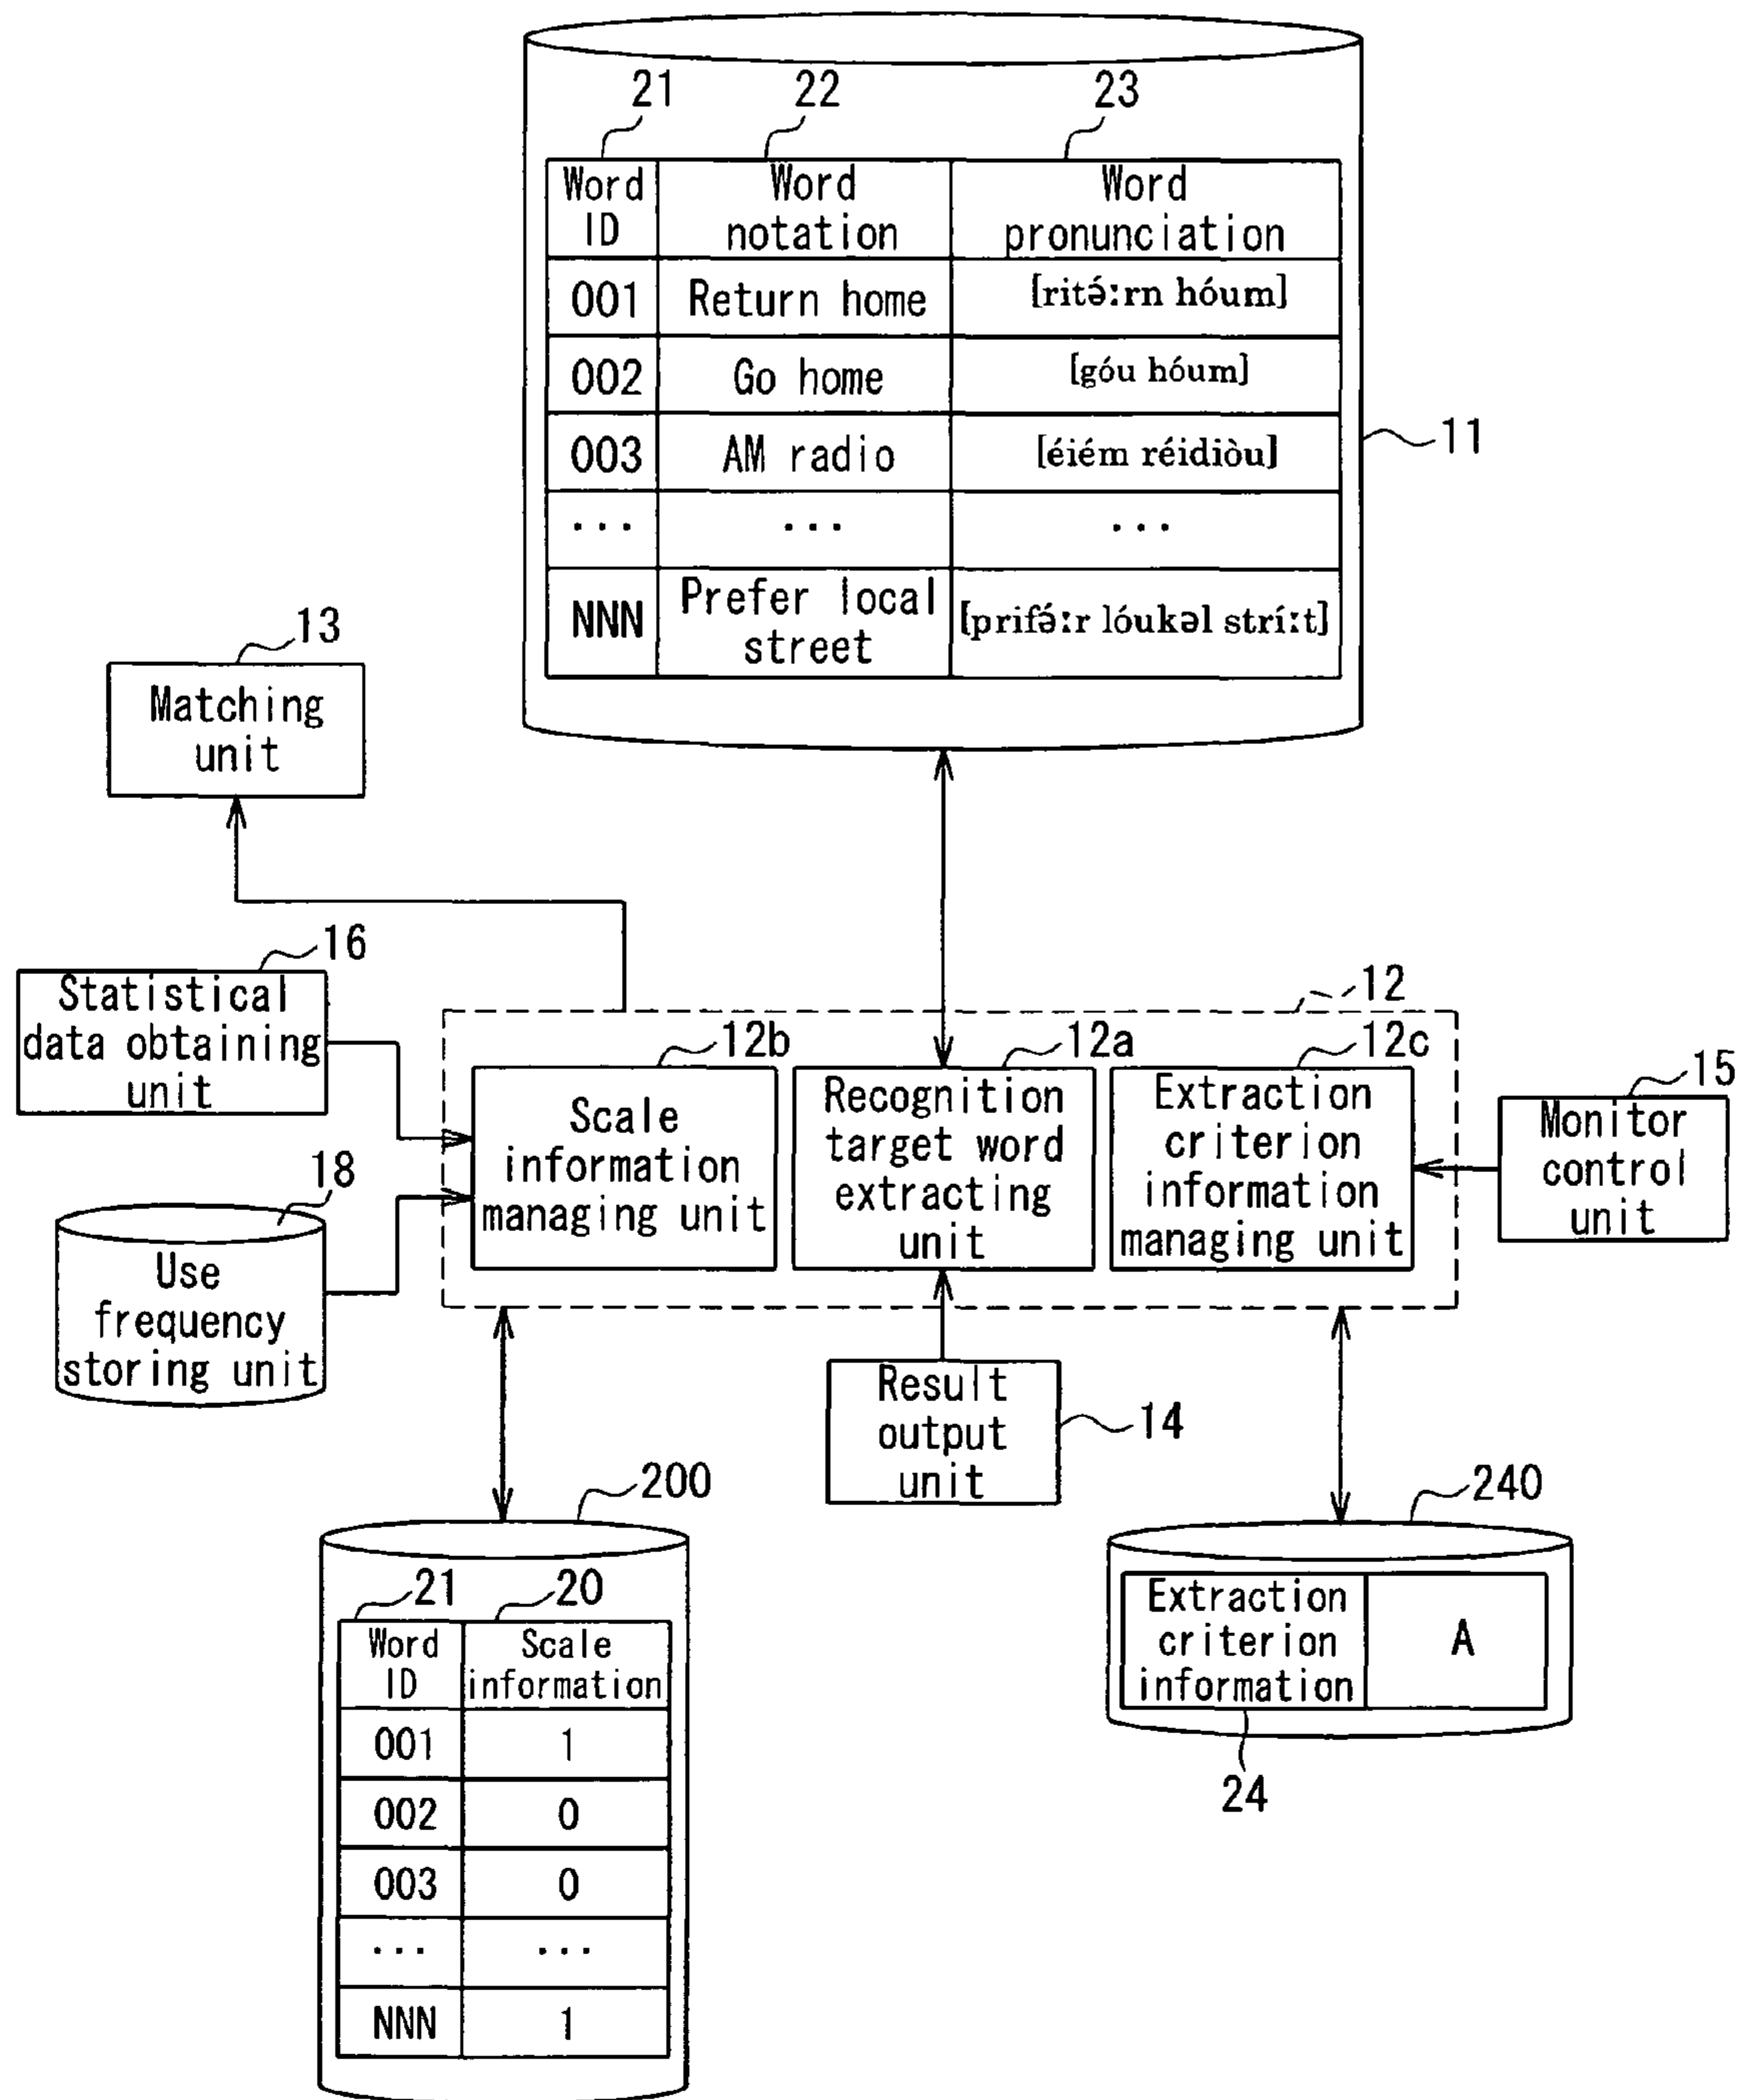 21 22 23
Word ID Word notation Word pronunciation
001 Return home [ritə́ːrn hóum]
002 Go home [góu hóum]
003 AM radio [éiém réidiòu]
... ... ...
NNN Prefer local street [prifə́ːr lóukəl stríːt]
11
13
Matching
unit
16
Statistical
data obtaining
unit
18
Use
frequency
storing unit
12
12b
Scale
information
managing unit
12a
Recognition
target word
extracting
unit
12c
Extraction
criterion
information
managing unit
15
Monitor
control
unit
Result
output
unit
14
200
21 20
Word ID Scale information
001 1
002 0
003 0
... ...
NNN 1
240
Extraction
criterion
information
A
24